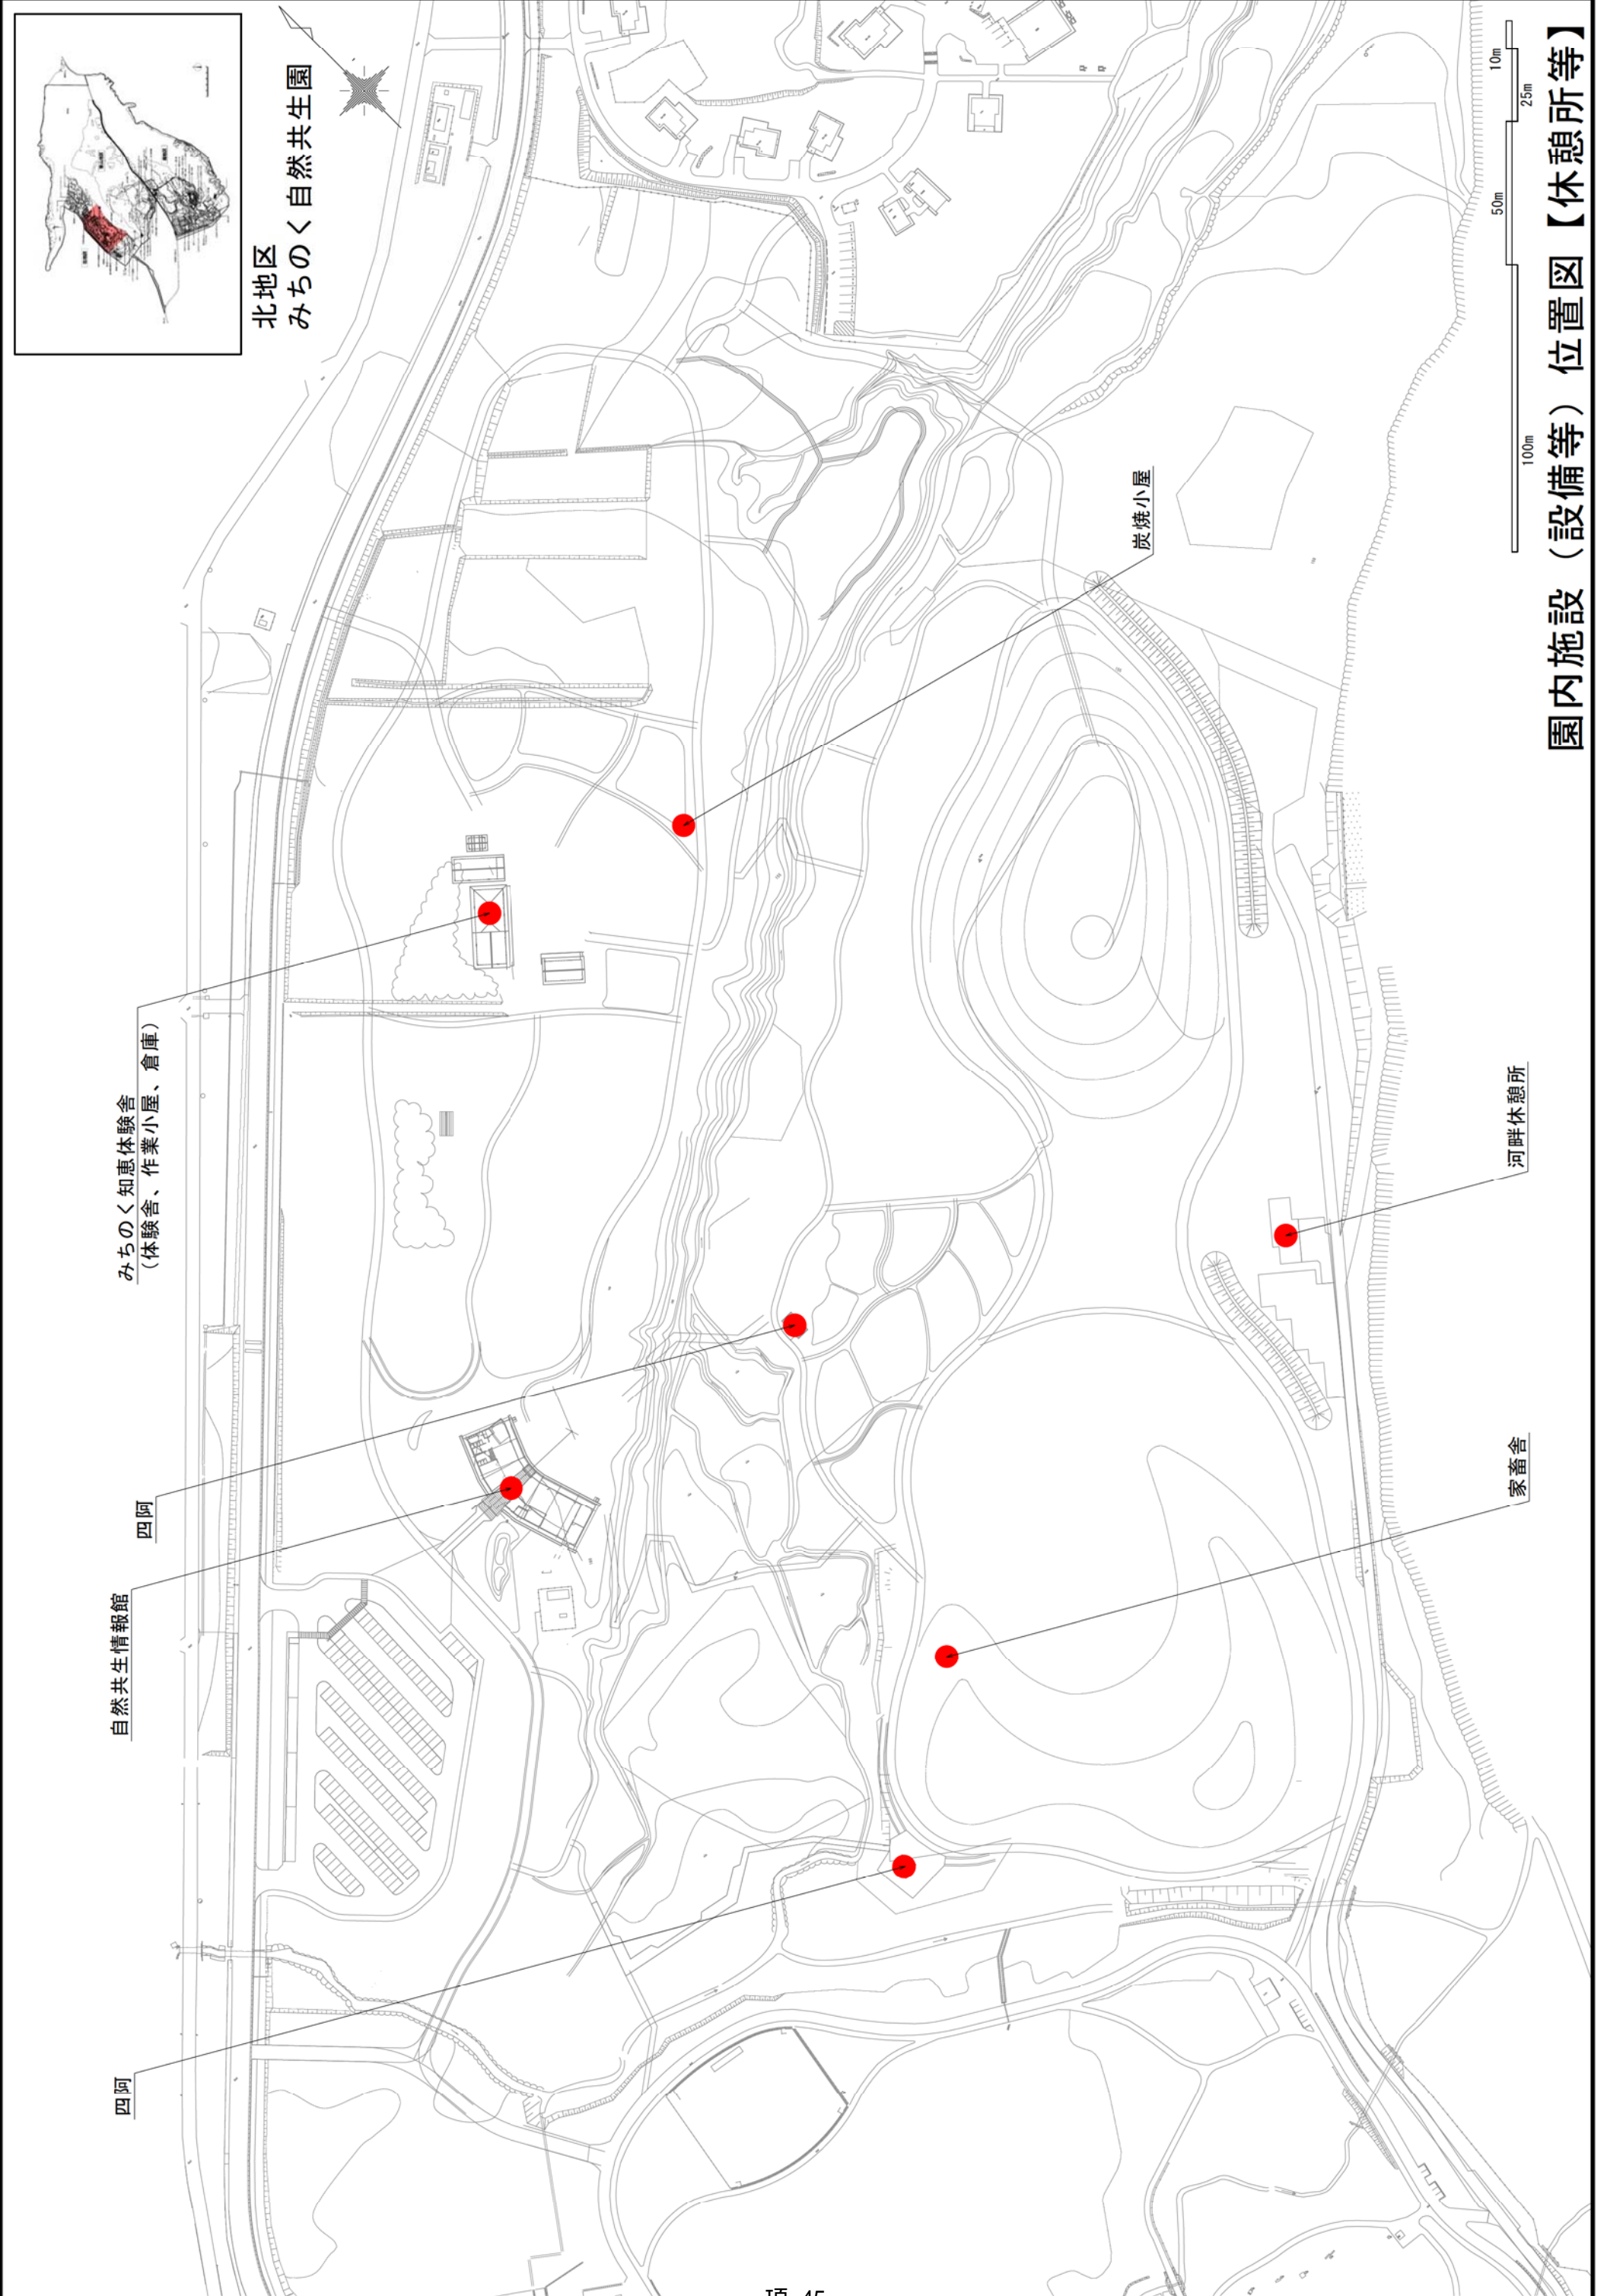 園内施設（設備等）位置図【休憩所等】
北地区
みちのく自然共生園
10m
25m
50m
100m
炭焼小屋
みちのく知恵体験舎
（体験舎、作業小屋、倉庫）
河畔休憩所
四阿
自然共生情報館
家畜舎
四阿